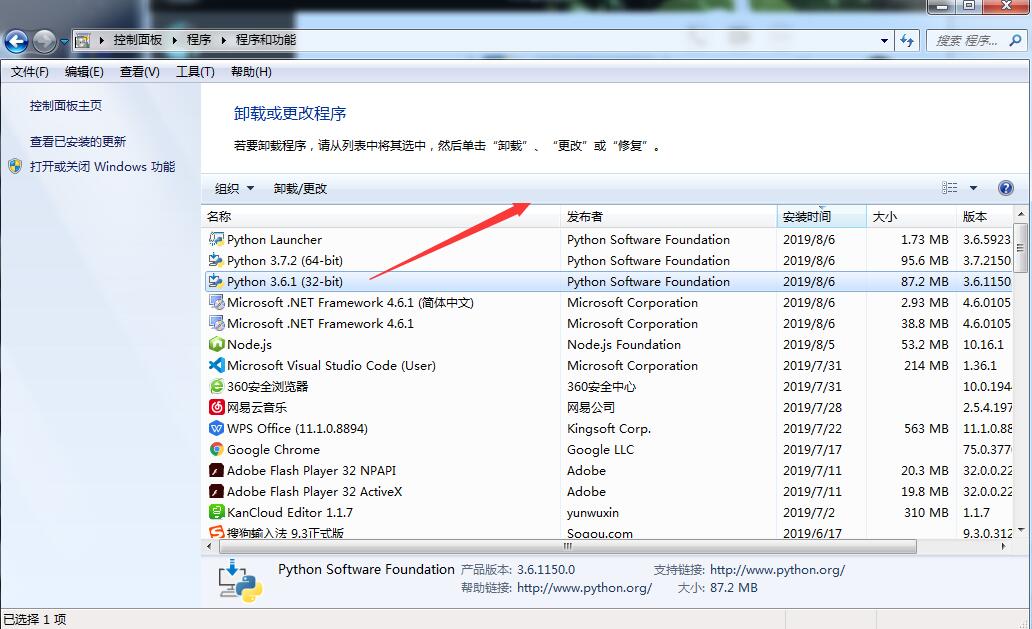 控制面板 程序 程序和功能 搜索 程序...
文件(F) 编辑(E) 查看(V) 工具(T) 帮助(H)
控制面板主页
查看已安装的更新
打开或关闭 Windows 功能
卸载或更改程序
若要卸载程序，请从列表中将其选中，然后单击“卸载”、“更改”或“修复”。
组织 卸载/更改
名称 发布者 安装时间 大小 版本
Python Launcher Python Software Foundation 2019/8/6 1.73 MB 3.6.5923
Python 3.7.2 (64-bit) Python Software Foundation 2019/8/6 95.6 MB 3.7.2150
Python 3.6.1 (32-bit) Python Software Foundation 2019/8/6 87.2 MB 3.6.1150
Microsoft .NET Framework 4.6.1 (简体中文) Microsoft Corporation 2019/8/6 2.93 MB 4.6.0105
Microsoft .NET Framework 4.6.1 Microsoft Corporation 2019/8/6 38.8 MB 4.6.0105
Node.js Node.js Foundation 2019/8/5 53.2 MB 10.16.1
Microsoft Visual Studio Code (User) Microsoft Corporation 2019/7/31 214 MB 1.36.1
360安全浏览器 360安全中心 2019/7/31 10.0.194
网易云音乐 网易公司 2019/7/28 2.5.4.197
WPS Office (11.1.0.8894) Kingsoft Corp. 2019/7/22 563 MB 11.1.0.88
Google Chrome Google LLC 2019/7/17 75.0.377
Adobe Flash Player 32 NPAPI Adobe 2019/7/11 20.3 MB 32.0.0.22
Adobe Flash Player 32 ActiveX Adobe 2019/7/11 19.8 MB 32.0.0.22
KanCloud Editor 1.1.7 yunwuxin 2019/7/2 310 MB 1.1.7
搜狗输入法 9.3正式版 Sogou.com 2019/6/17 9.3.0.312
Python Software Foundation 产品版本: 3.6.1150.0 支持链接: http://www.python.org/
帮助链接: http://www.python.org/ 大小: 87.2 MB
已选择 1 项